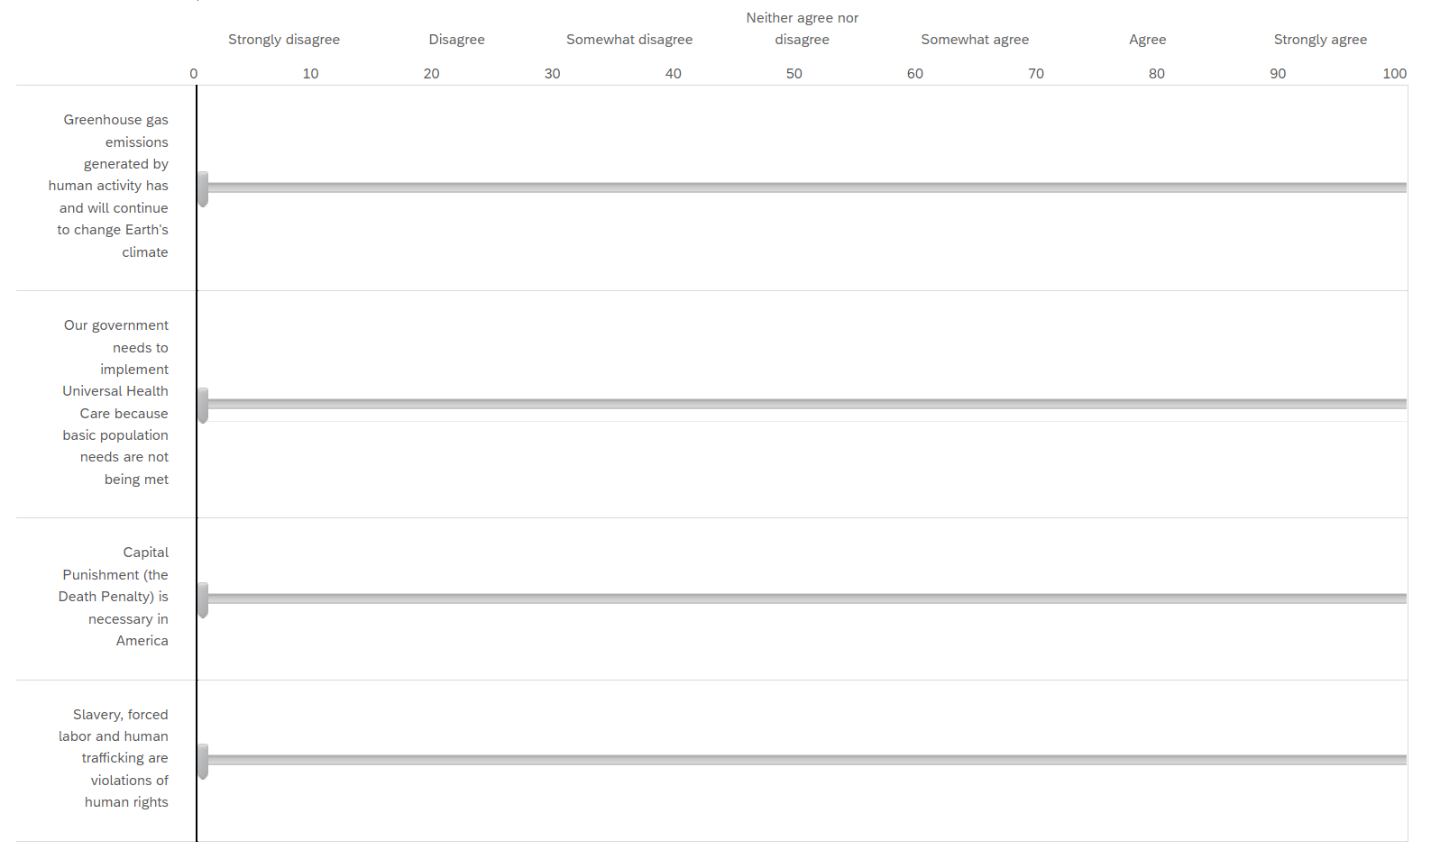 Neither agree nor
Strongly disagree Disagree Somewhat disagree disagree Somewhat agree Agree Strongly agree
0 10 20 30 40 50 60 70 80 90 100
Greenhouse gas
emissions
generated by
human activity has
and will continue
to change Earth's
climate
Our government
needs to
implement
Universal Health
Care because
basic population
needs are not
being met
Capital
Punishment (the
Death Penalty) is
necessary in
America
Slavery, forced
labor and human
trafficking are
violations of
human rights